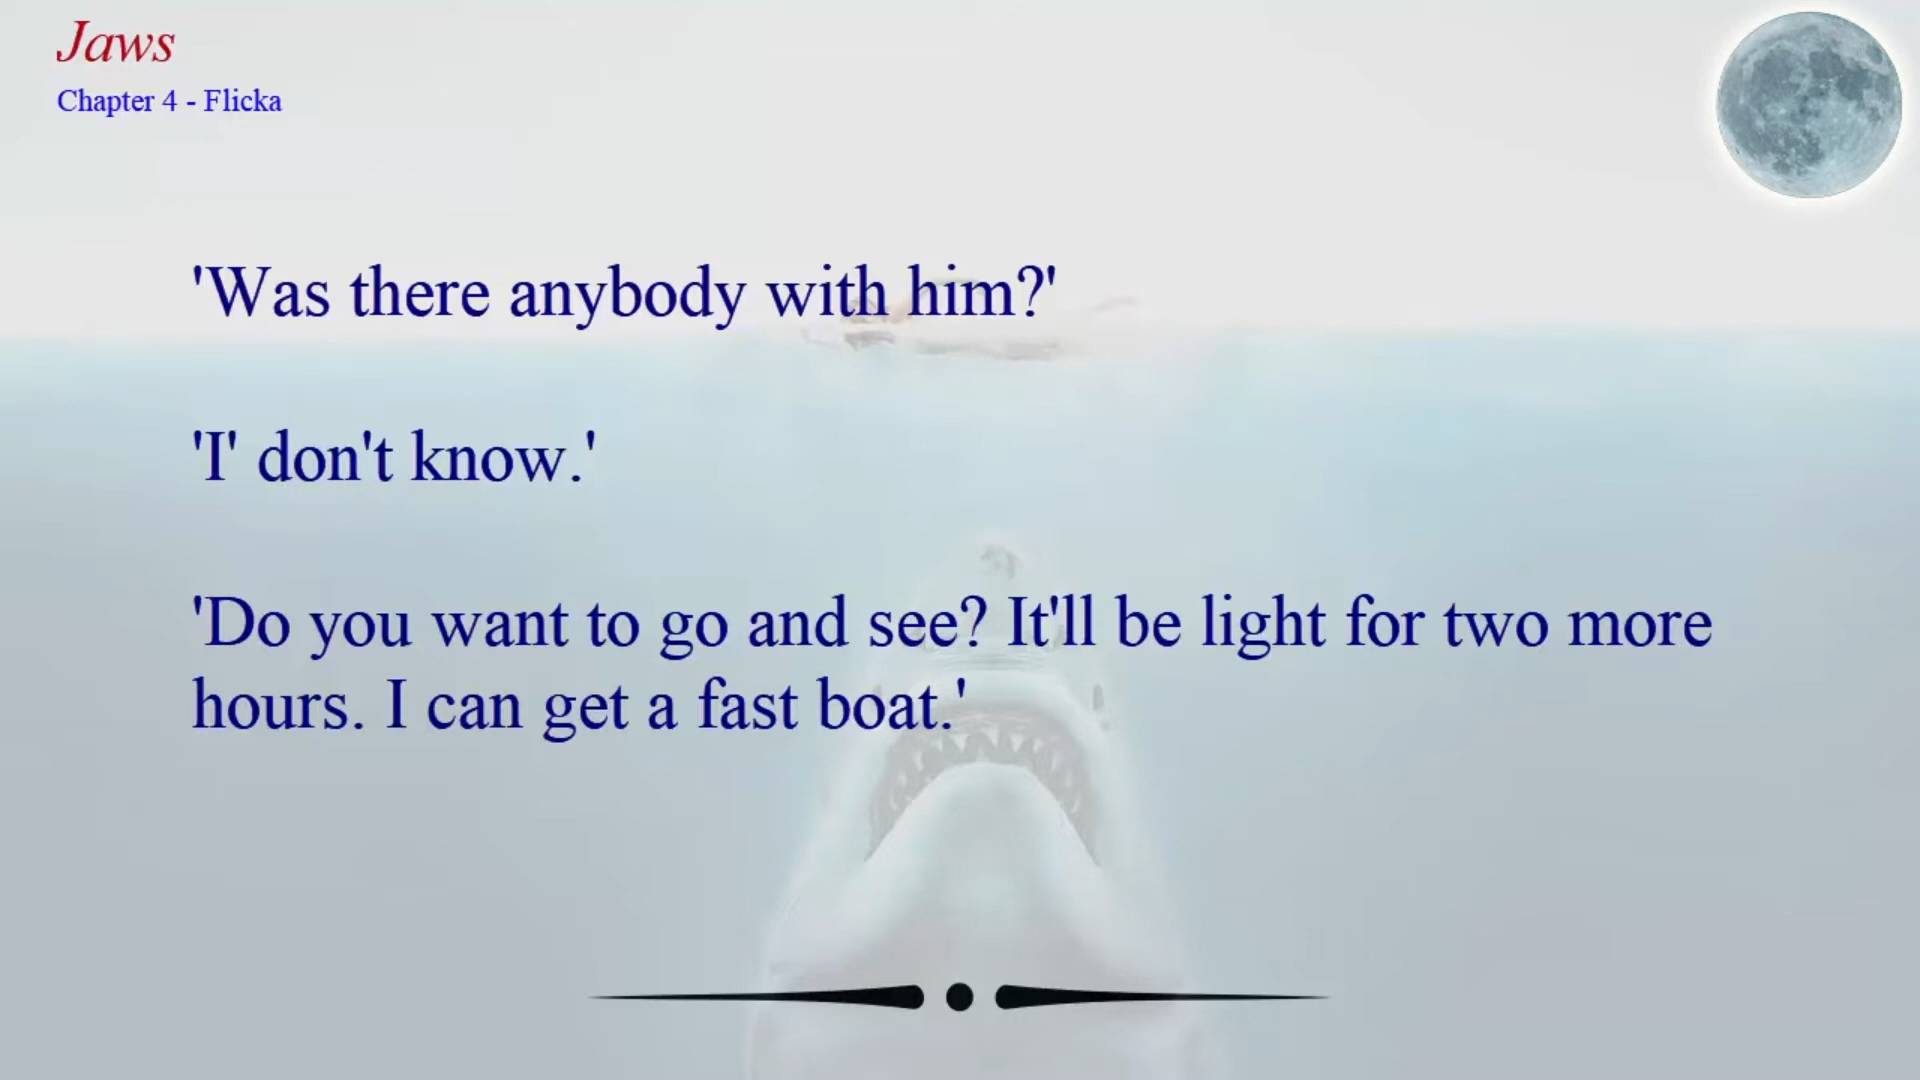 Jaws
Chapter 4 - Flicka
'Was there anybody with him?'
'I' don't know.'
'Do you want to go and see? It'll be light for two more
hours. I can get a fast boat.'